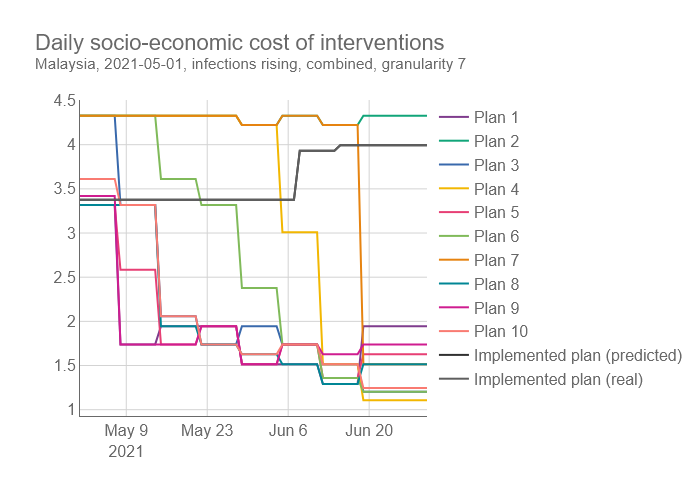 Daily socio-economic cost of interventions
Malaysia, 2021-05-01, infections rising, combined, granularity 7
4.5
4
3.5
3
2.5
2
1.5
1
May 9
2021
May 23
Jun 6
Jun 20
Plan 1
Plan 2
Plan 3
Plan 4
Plan 5
Plan 6
Plan 7
Plan 8
Plan 9
Plan 10
Implemented plan (predicted)
Implemented plan (real)